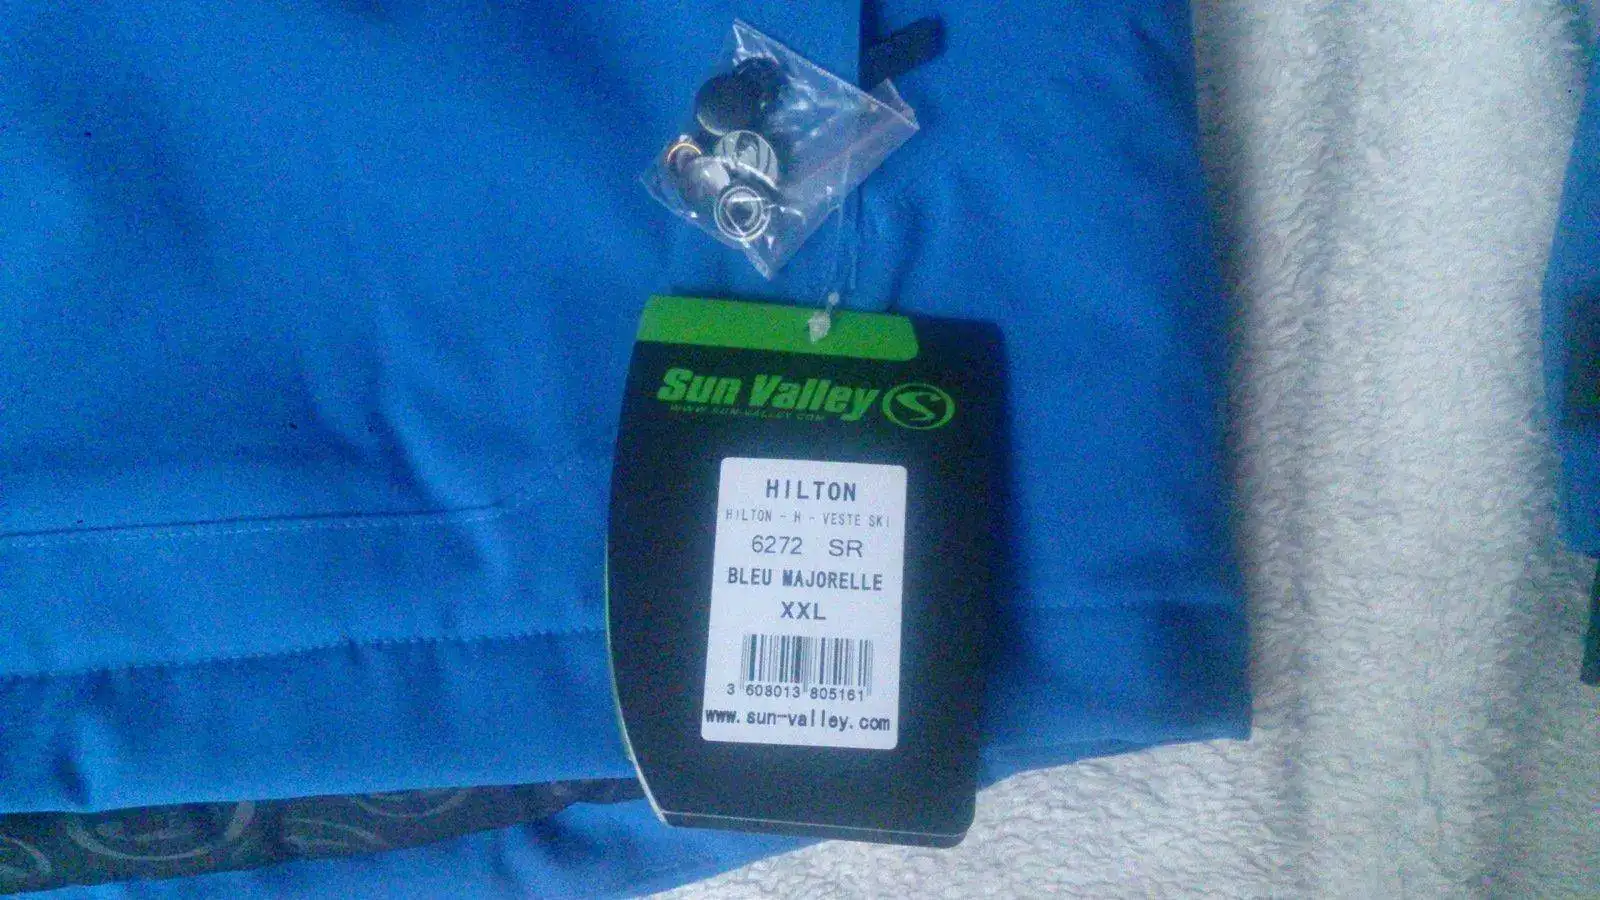 Sun Valley S
WWW.SUN-VALLEY.COM
HILTON
HILTON - H - VESTE SKI
6272 SR
BLEU MAJORELLE
XXL
3 608013 805161
www.sun-valley.com